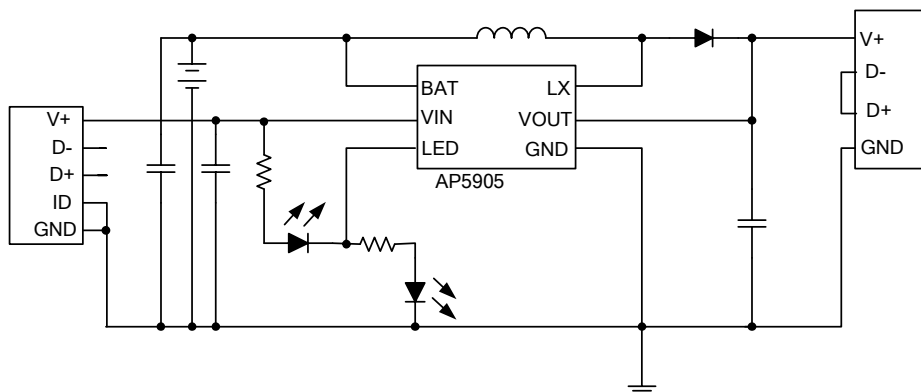 V+
D-
D+
ID
GND
BAT
VIN
LED
LX
VOUT
GND
AP5905
V+
D-
D+
GND